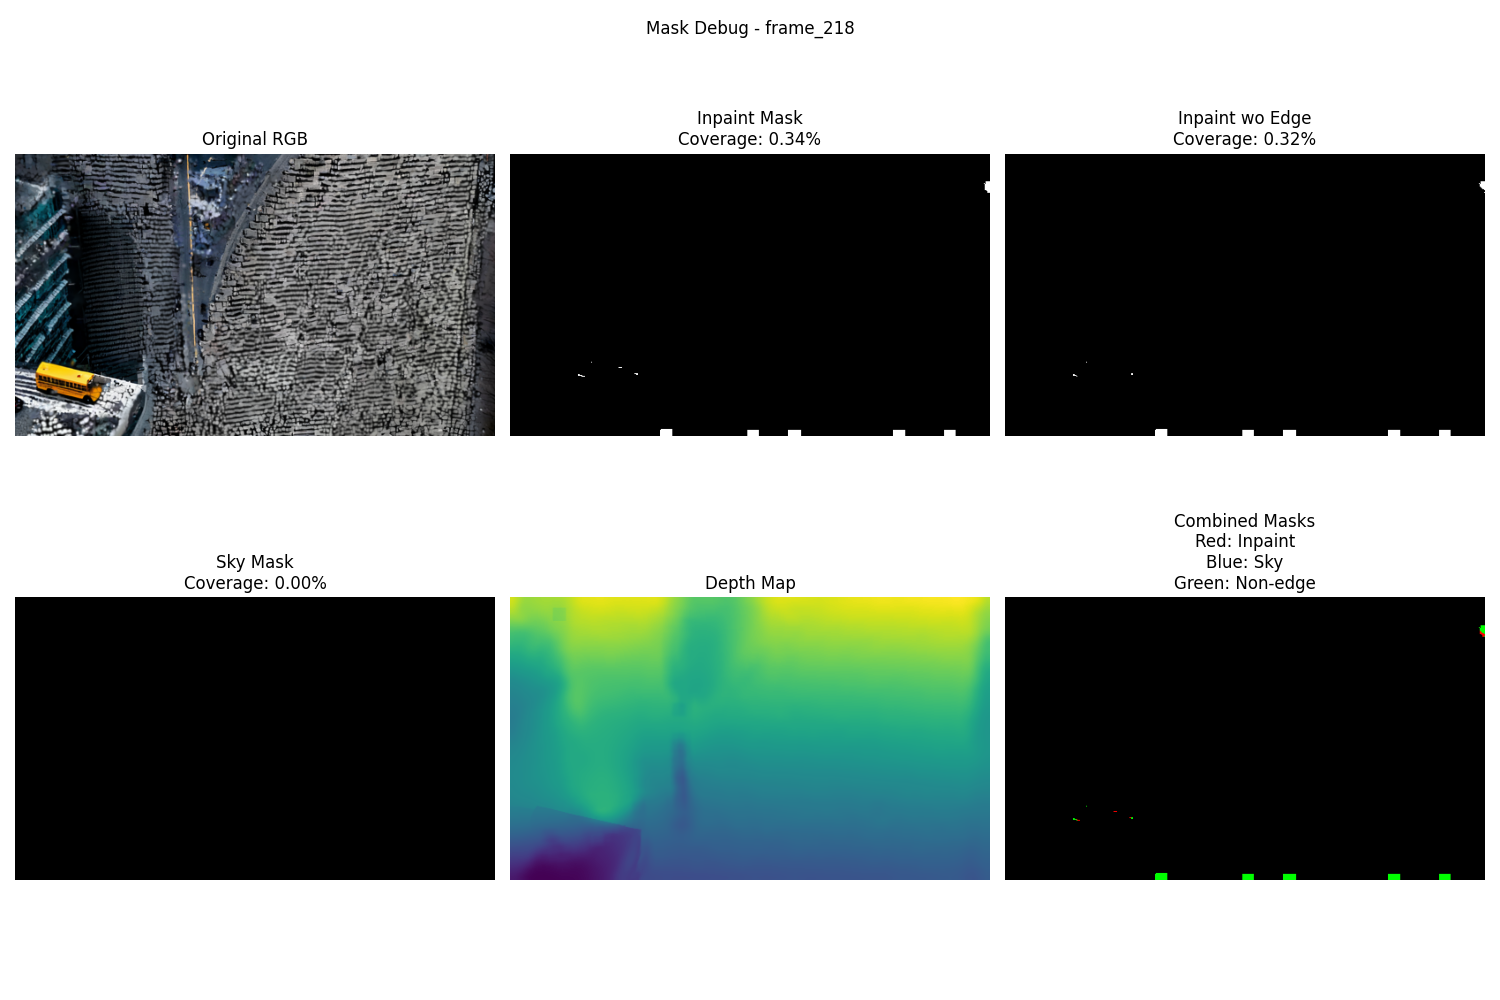 Mask Debug - frame_218
Original RGB
Inpaint Mask
Coverage: 0.34%
Inpaint wo Edge
Coverage: 0.32%
Sky Mask
Coverage: 0.00%
Depth Map
Combined Masks
Red: Inpaint
Blue: Sky
Green: Non-edge